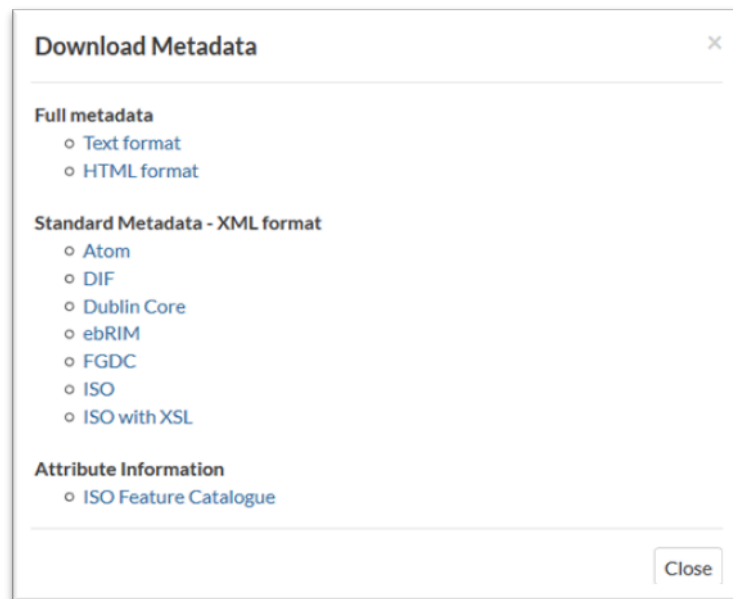 Download Metadata ×
Full metadata
Text format
HTML format
Standard Metadata - XML format
Atom
DIF
Dublin Core
ebRIM
FGDC
ISO
ISO with XSL
Attribute Information
ISO Feature Catalogue
Close